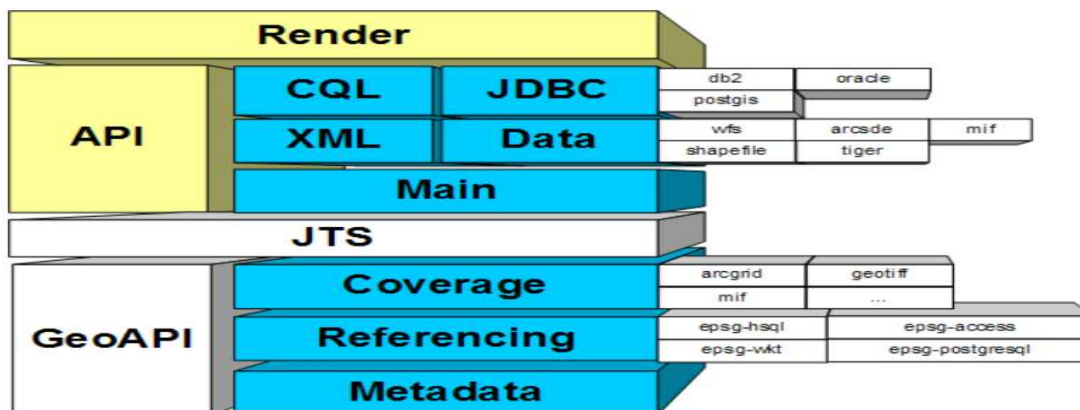 Render
API
CQL JDBC db2 oracle
postgis
XML Data wfs arcsde mif
shapefile tiger
Main
JTS
GeoAPI
Coverage arcgrid geotiff
mif ...
Referencing epsg-hsql epsg-access
epsg-wkt epsg-postgresql
Metadata